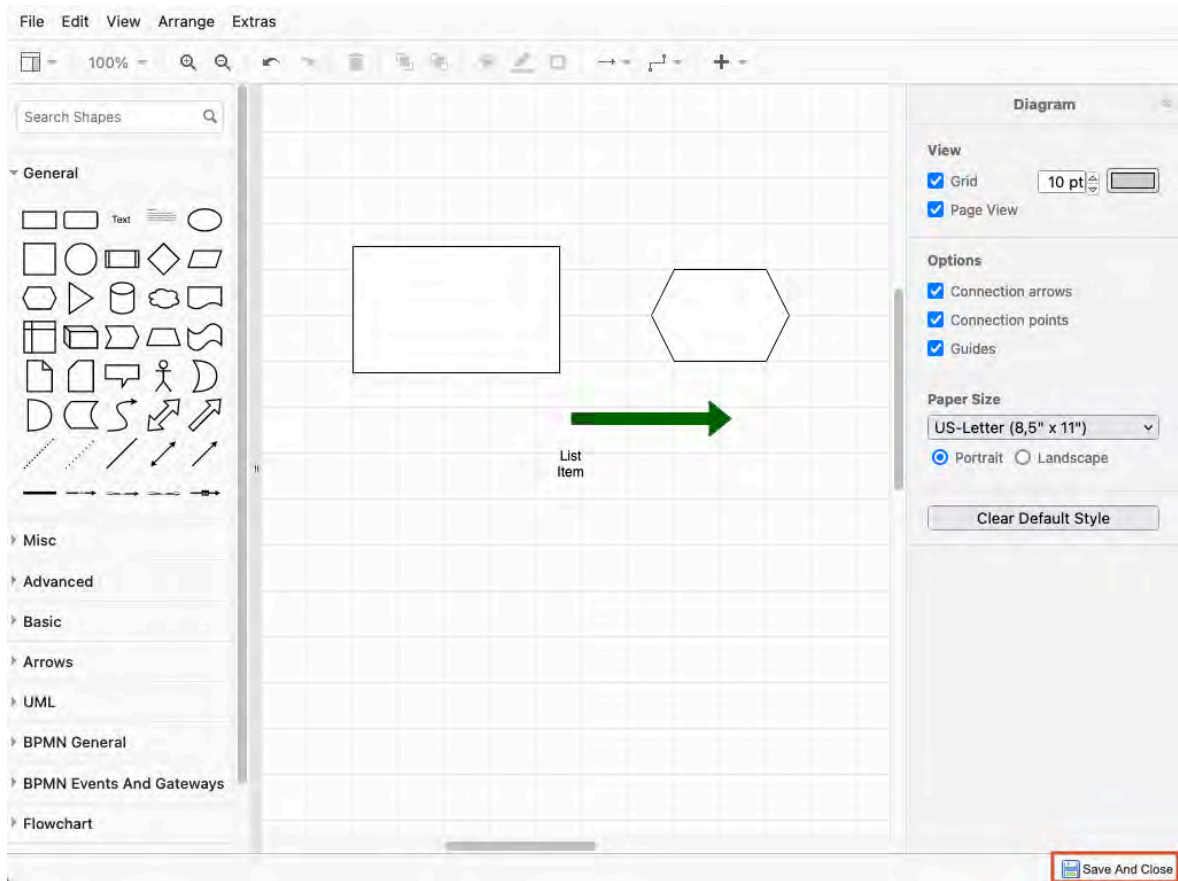 File Edit View Arrange Extras
100%
Search Shapes
General
Text
Misc
Advanced
Basic
Arrows
UML
BPMN General
BPMN Events And Gateways
Flowchart
List
Item
Diagram
View
Grid 10 pt
Page View
Options
Connection arrows
Connection points
Guides
Paper Size
US-Letter (8,5" x 11")
Portrait Landscape
Clear Default Style
Save And Close